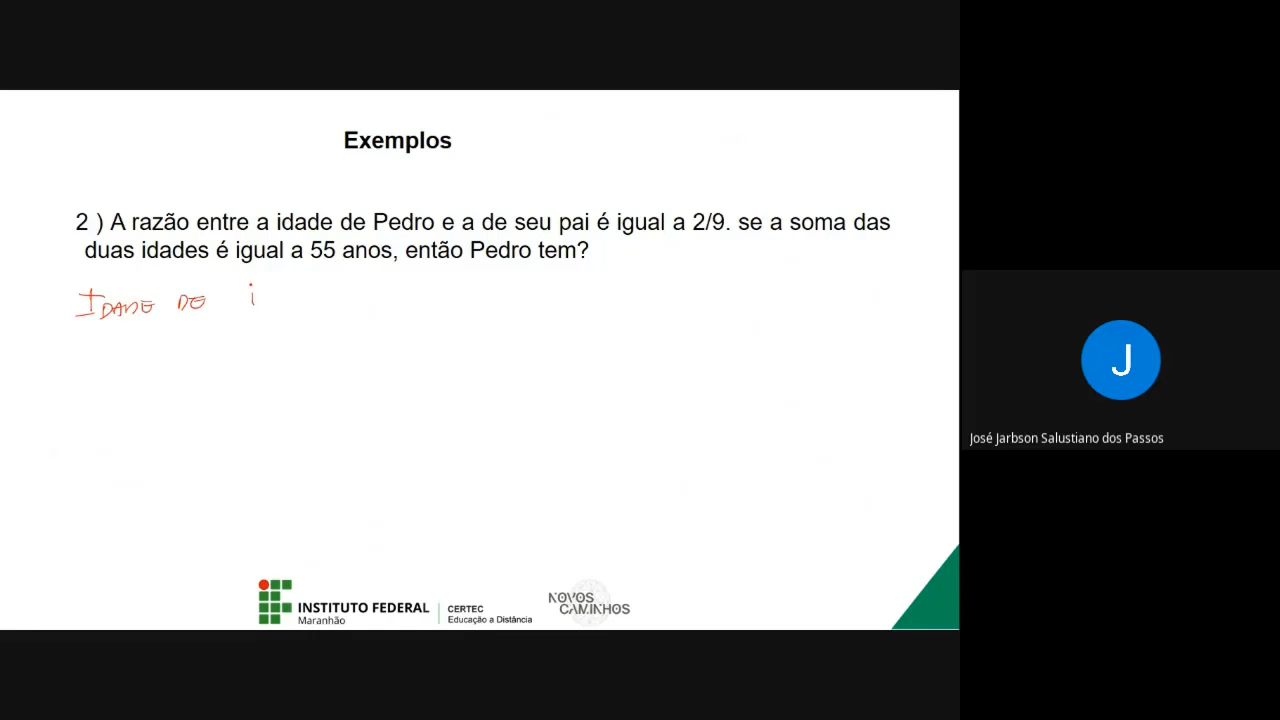 Exemplos
2 ) A razão entre a idade de Pedro e a de seu pai é igual a 2/9. se a soma das
duas idades é igual a 55 anos, então Pedro tem?
IDADE DE i
J
José Jarbson Salustiano dos Passos
INSTITUTO FEDERAL
Maranhão
CERTEC
Educação a Distância
NOVOS
CAMINHOS